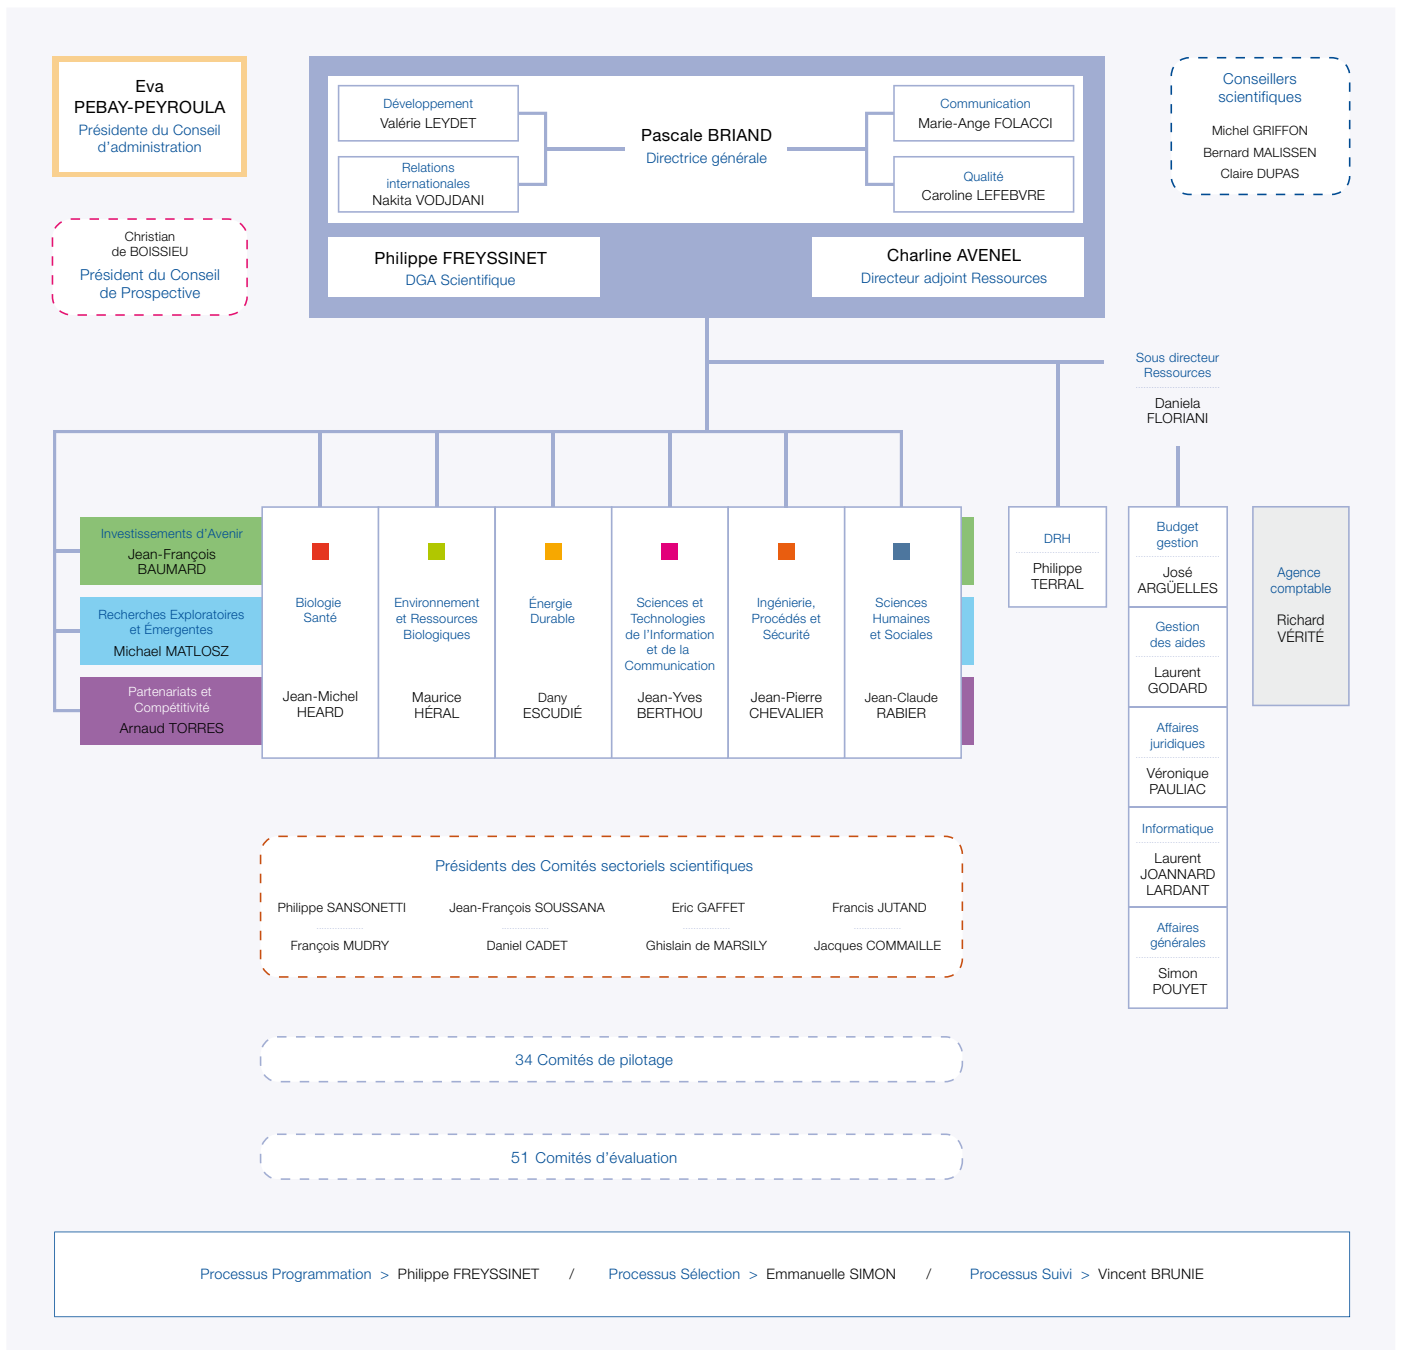 Eva
PEBAY-PEYROULA
Présidente du Conseil
d’administration
Christian
de BOISSIEU
Président du Conseil
de Prospective
Développement
Valérie LEYDET
Relations
internationales
Nakita VODJDANI
Pascale BRIAND
Directrice générale
Communication
Marie-Ange FOLACCI
Qualité
Caroline LEFEBVRE
Philippe FREYSSINET
DGA Scientifique
Charline AVENEL
Directeur adjoint Ressources
Conseillers
scientifiques
Michel GRIFFON
Bernard MALISSEN
Claire DUPAS
Sous directeur
Ressources
Daniela
FLORIANI
Investissements d’Avenir
Jean-François
BAUMARD
Recherches Exploratoires
et Émergentes
Michael MATLOSZ
Partenariats et
Compétitivité
Arnaud TORRES
Biologie
Santé
Jean-Michel
HEARD
Environnement
et Ressources
Biologiques
Maurice
HÉRAL
Énergie
Durable
Dany
ESCUDIÉ
Sciences et
Technologies
de l’Information
et de la
Communication
Jean-Yves
BERTHOU
Ingénierie,
Procédés et
Sécurité
Jean-Pierre
CHEVALIER
Sciences
Humaines
et Sociales
Jean-Claude
RABIER
DRH
Philippe
TERRAL
Budget
gestion
José
ARGÜELLES
Gestion
des aides
Laurent
GODARD
Affaires
juridiques
Véronique
PAULIAC
Informatique
Laurent
JOANNARD
LARDANT
Affaires
générales
Simon
POUYET
Agence
comptable
Richard
VÉRITÉ
Présidents des Comités sectoriels scientifiques
Philippe SANSONETTI
Jean-François SOUSSANA
Eric GAFFET
Francis JUTAND
François MUDRY
Daniel CADET
Ghislain de MARSILY
Jacques COMMAILLE
34 Comités de pilotage
51 Comités d’évaluation
Processus Programmation > Philippe FREYSSINET / Processus Sélection > Emmanuelle SIMON / Processus Suivi > Vincent BRUNIE